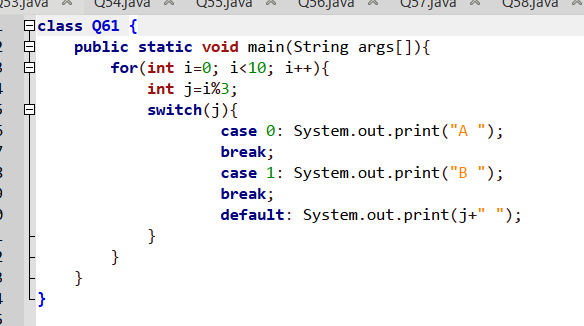 Q53.java Q54.java Q55.java Q56.java Q57.java Q58.java
class Q61 {
public static void main(String args[]){
for(int i=0; i<10; i++){
int j=i%3;
switch(j){
case 0: System.out.print("A ");
break;
case 1: System.out.print("B ");
break;
default: System.out.print(j+" ");
}
}
}
}